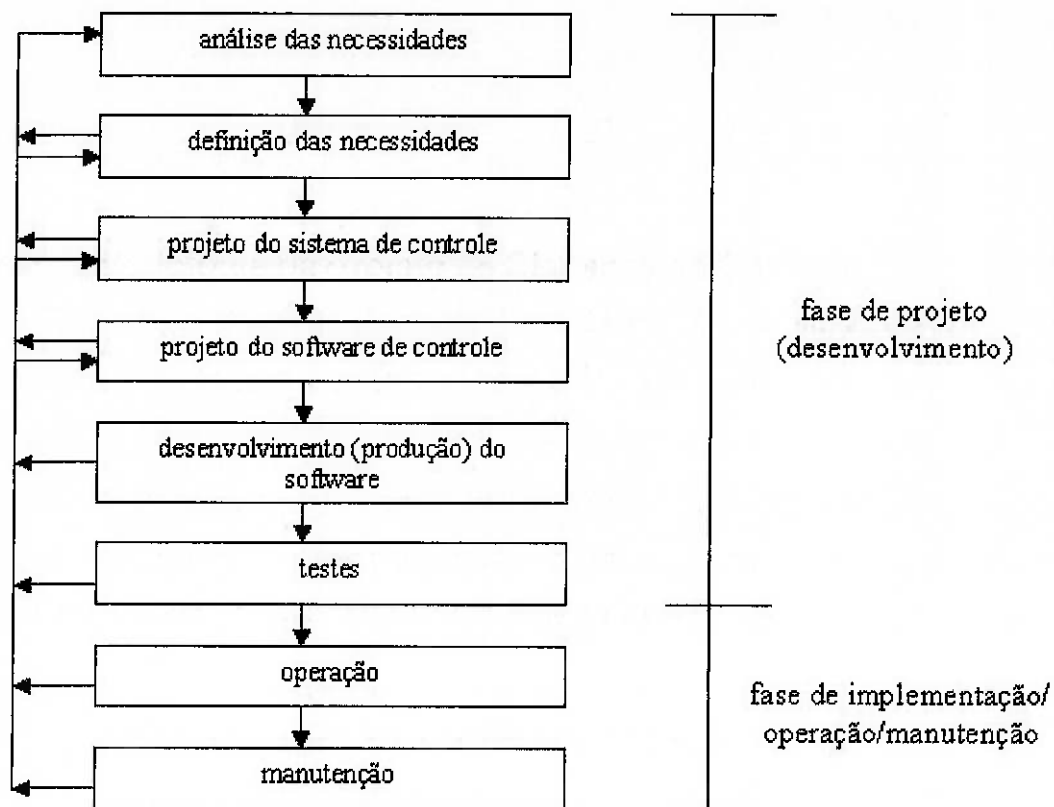 análise das necessidades
definição das necessidades
projeto do sistema de controle
projeto do software de controle
desenvolvimento (produção) do
software
testes
operação
manutenção
fase de projeto
(desenvolvimento)
fase de implementação/
operação/manutenção